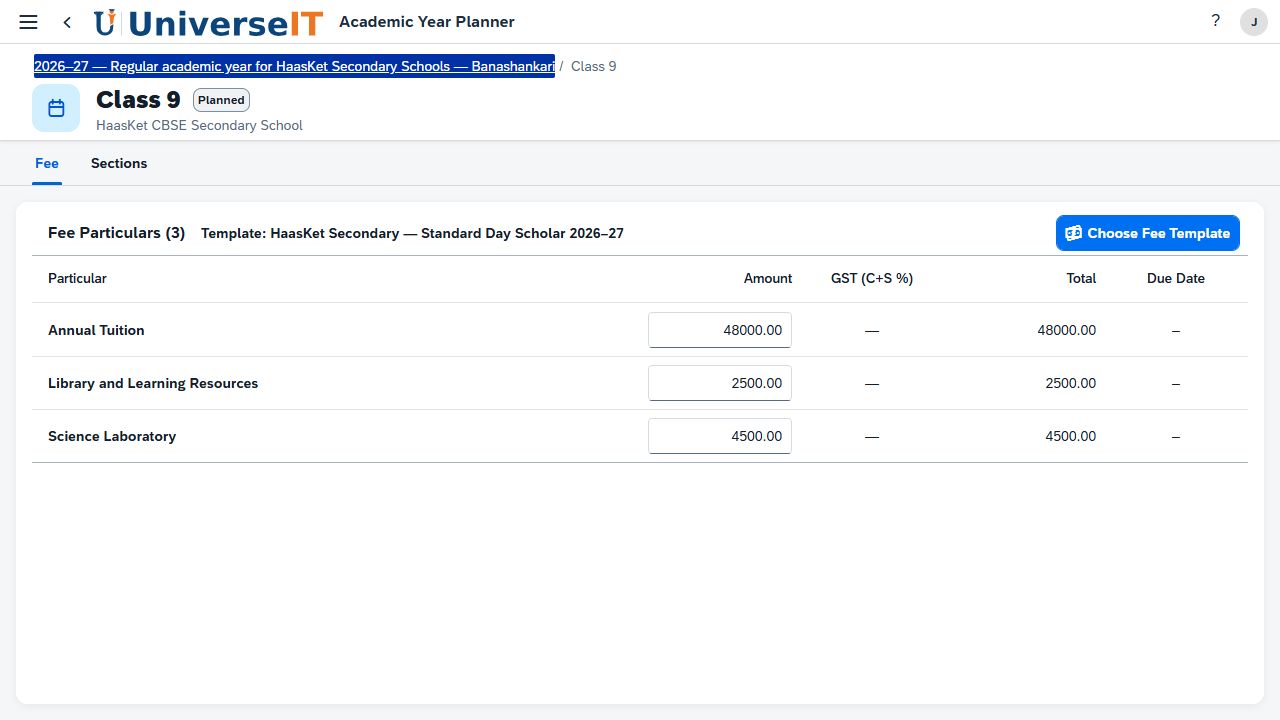 UniverseIT Academic Year Planner ? J
2026–27 — Regular academic year for HaasKet Secondary Schools — Banashankari / Class 9
Class 9 Planned
HaasKet CBSE Secondary School
Fee Sections
Fee Particulars (3) Template: HaasKet Secondary — Standard Day Scholar 2026–27 Choose Fee Template
Particular Amount GST (C+S %) Total Due Date
Annual Tuition 48000.00 — 48000.00 –
Library and Learning Resources 2500.00 — 2500.00 –
Science Laboratory 4500.00 — 4500.00 –